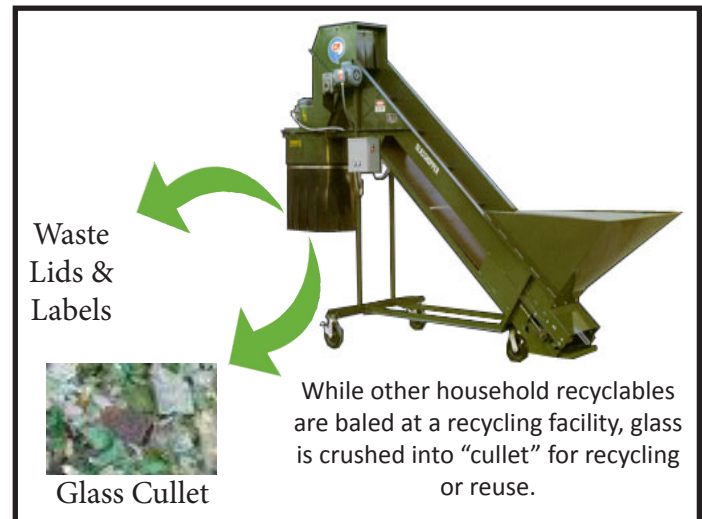 Waste
Lids &
Labels
While other household recyclables
are baled at a recycling facility, glass
is crushed into “cullet” for recycling
or reuse.
Glass Cullet